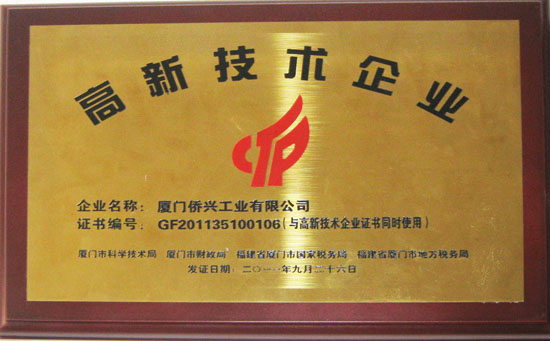 高新技术企业
企业名称：厦门侨兴工业有限公司
证书编号：GF201135100106（与高新技术企业证书同时使用）
厦门市科学技术局 厦门市财政局 福建省厦门市国家税务局 福建省厦门市地方税务局
发证日期：二〇一一年九月二十六日